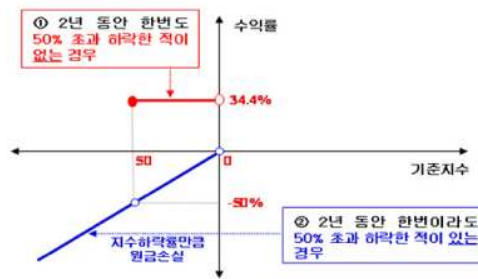 ① 2년 동안 한번도
50% 초과 하락한 적이
없는 경우
수익률
34.4%
50
0
기준지수
-50%
지수하락률만큼
원금손실
② 2년 동안 한번이라도
50% 초과 하락한 적이 있는
경우